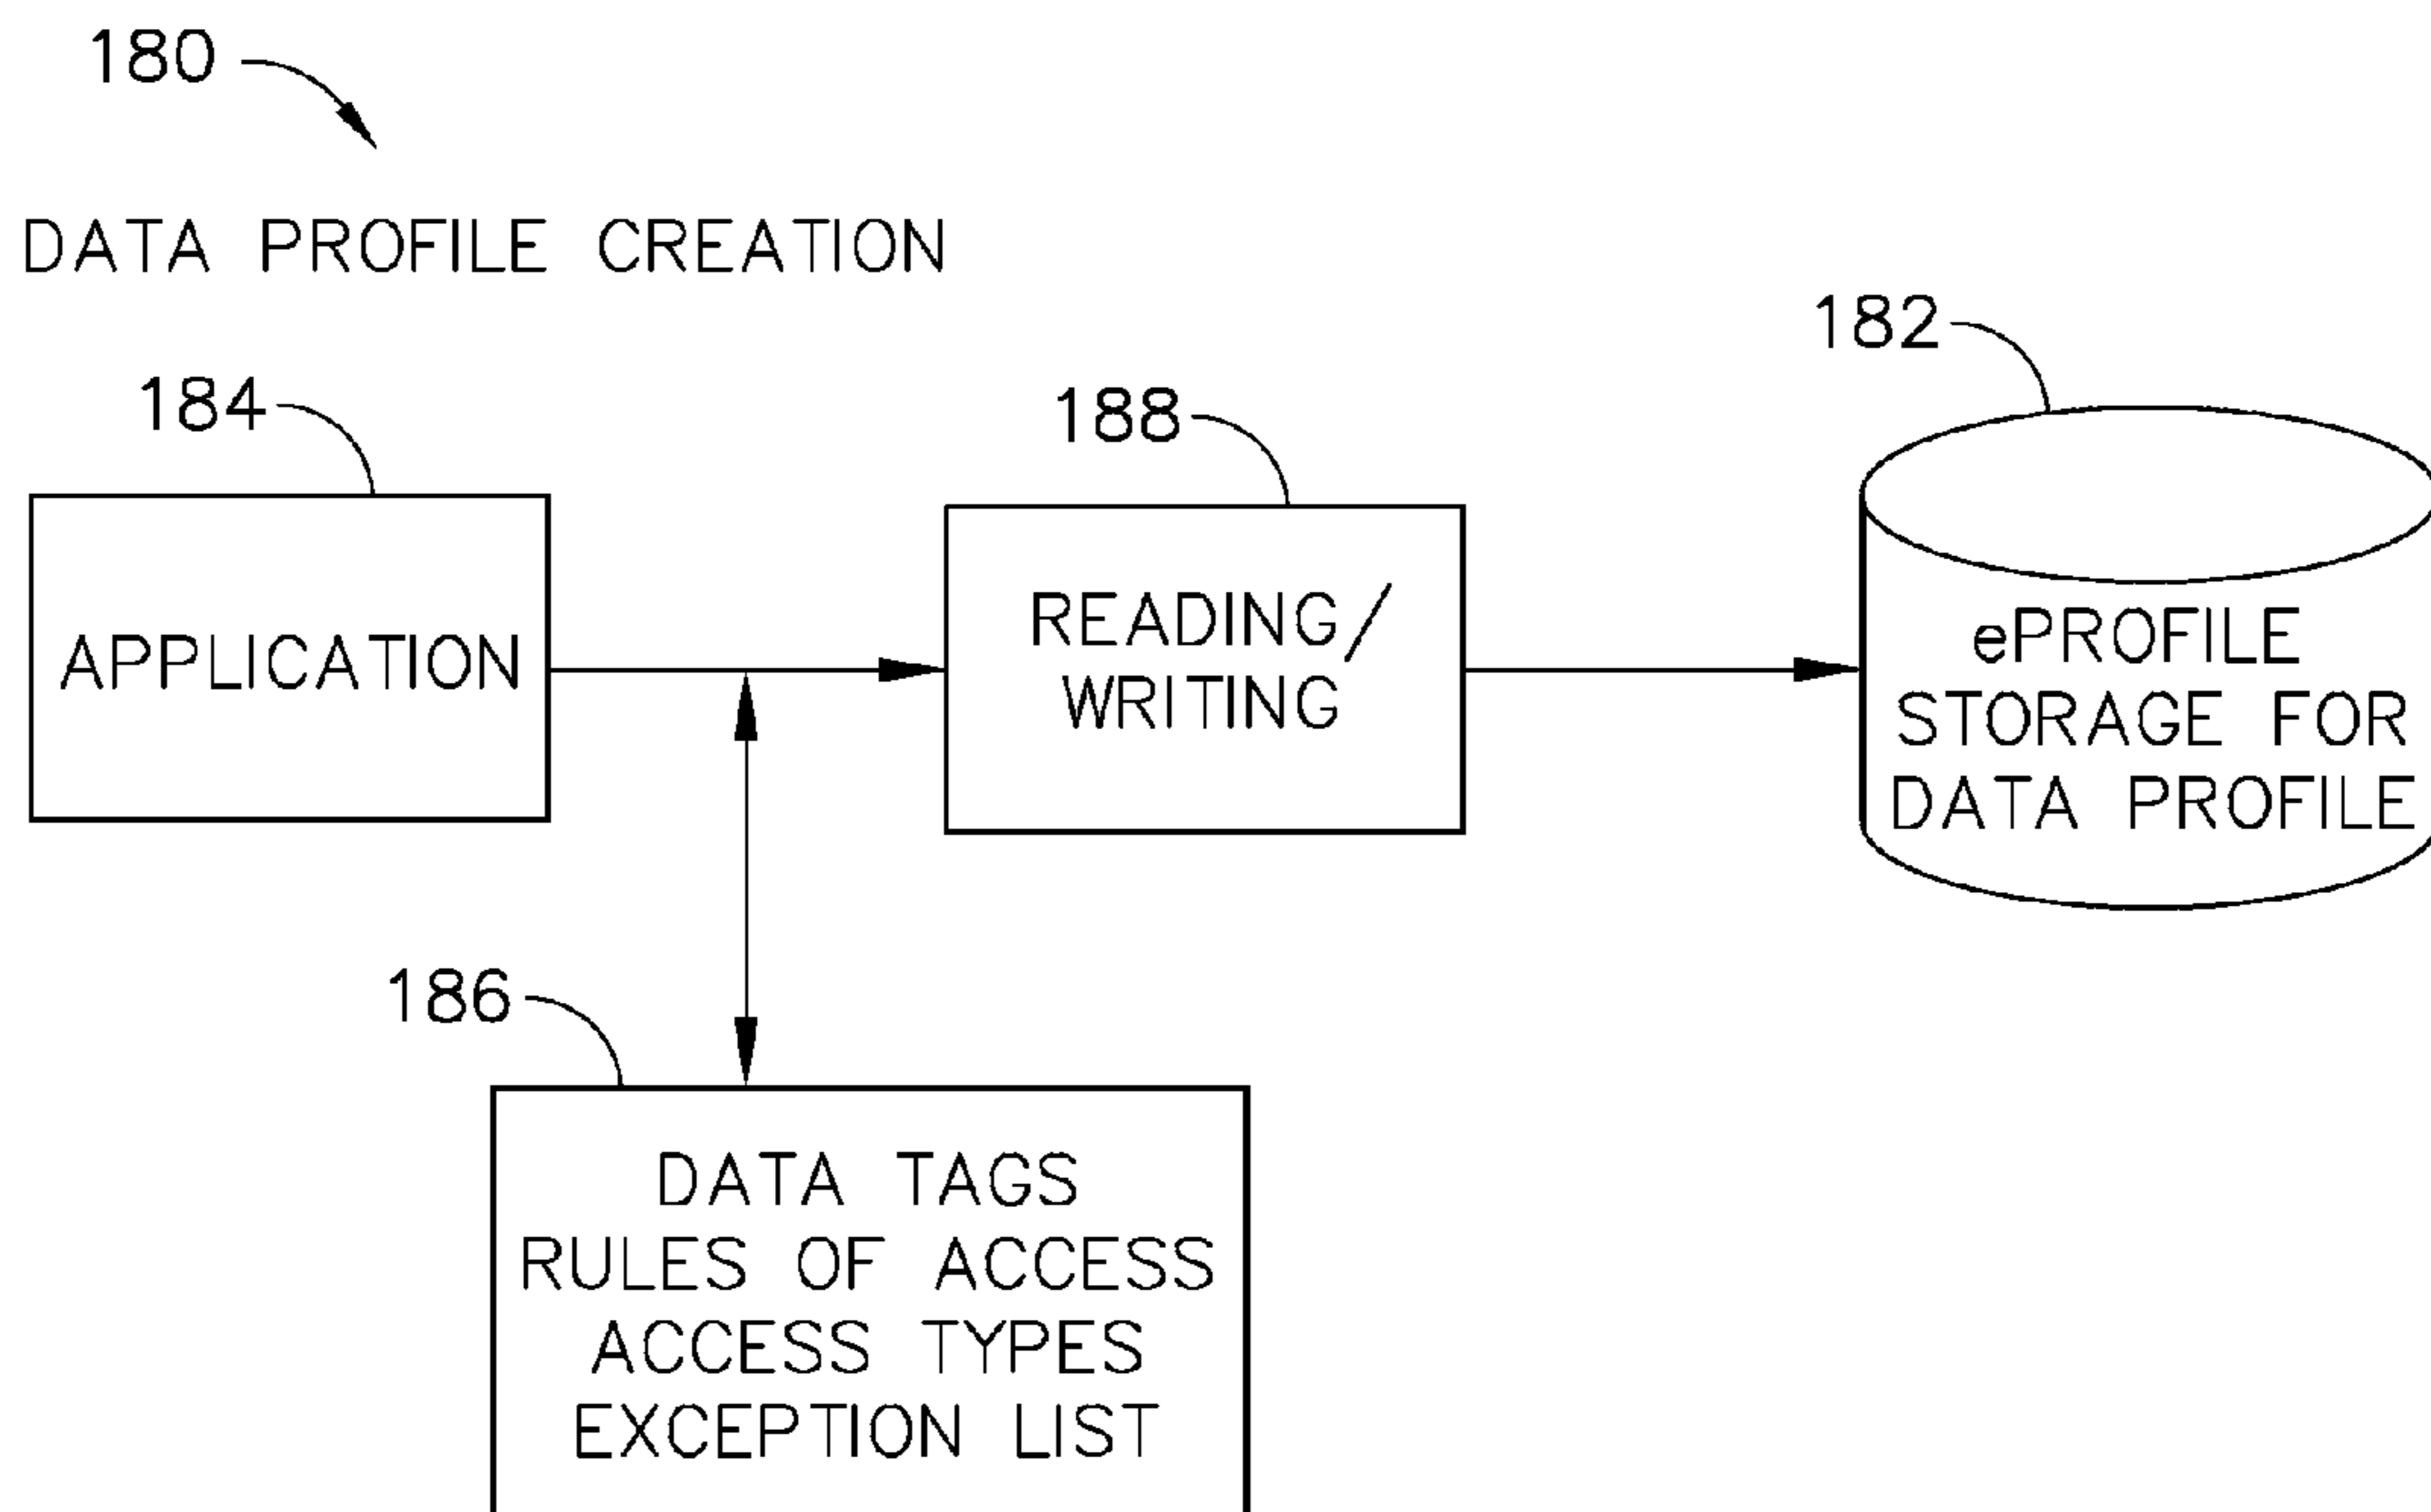 180
DATA PROFILE CREATION
182
184
188
APPLICATION
READING/
WRITING
ePROFILE
STORAGE FOR
DATA PROFILE
186
DATA TAGS
RULES OF ACCESS
ACCESS TYPES
EXCEPTION LIST